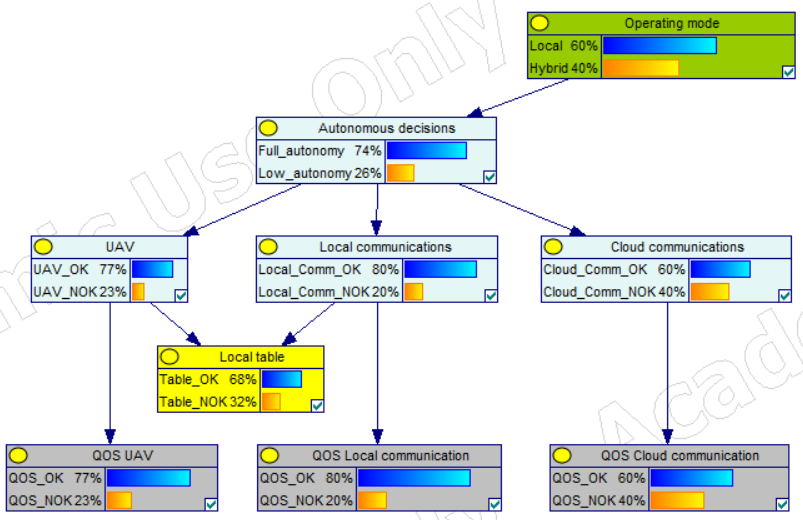 Operating mode
Local 60%
Hybrid 40%
Autonomous decisions
Full_autonomy 74%
Low_autonomy 26%
UAV
UAV_OK 77%
UAV_NOK 23%
Local communications
Local_Comm_OK 80%
Local_Comm_NOK 20%
Cloud communications
Cloud_Comm_OK 60%
Cloud_Comm_NOK 40%
Local table
Table_OK 68%
Table_NOK 32%
QOS UAV
QOS_OK 77%
QOS_NOK 23%
QOS Local communication
QOS_OK 80%
QOS_NOK 20%
QOS Cloud communication
QOS_OK 60%
QOS_NOK 40%
mic Use Only
Acade